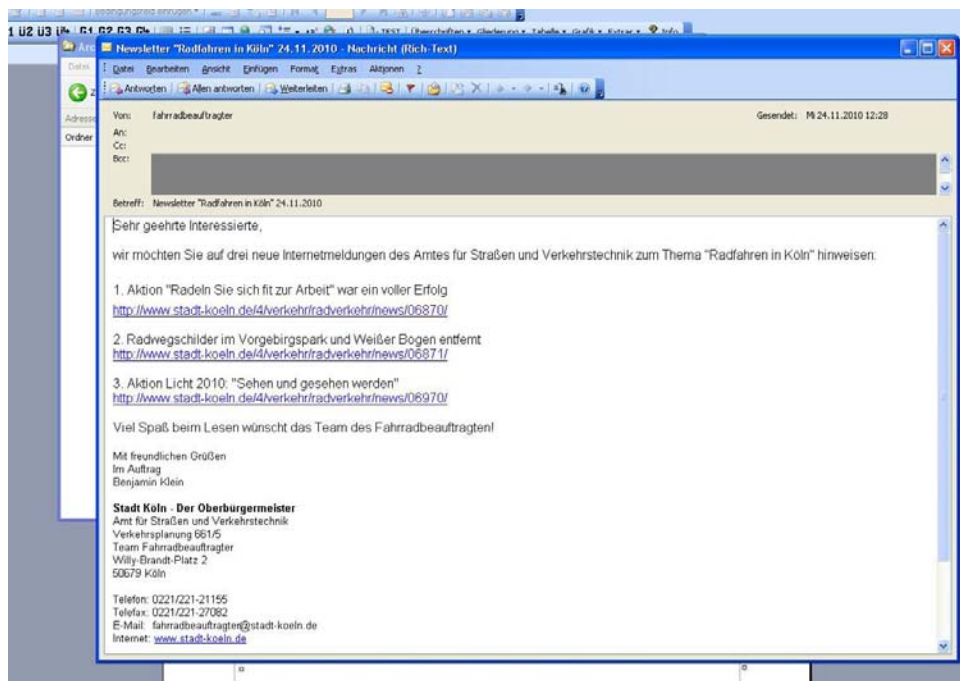 Newsletter "Radfahren in Köln" 24.11.2010 - Nachricht (Rich-Text)
Datei Bearbeiten Ansicht Einfügen Format Extras Aktionen ?
Antworten Allen antworten Weiterleiten
Adresse
Ordner
Von: fahrradbeauftragter Gesendet: Mi 24.11.2010 12:28
An:
Cc:
Bcc:
Betreff: Newsletter "Radfahren in Köln" 24.11.2010
Sehr geehrte Interessierte,
wir möchten Sie auf drei neue Internetmeldungen des Amtes für Straßen und Verkehrstechnik zum Thema "Radfahren in Köln" hinweisen:
1. Aktion "Radeln Sie sich fit zur Arbeit" war ein voller Erfolg
http://www.stadt-koeln.de/4/verkehr/radverkehr/news/06870/
2. Radwegschilder im Vorgebirgspark und Weißer Bogen entfernt
http://www.stadt-koeln.de/4/verkehr/radverkehr/news/06871/
3. Aktion Licht 2010: "Sehen und gesehen werden"
http://www.stadt-koeln.de/4/verkehr/radverkehr/news/06970/
Viel Spaß beim Lesen wünscht das Team des Fahrradbeauftragten!
Mit freundlichen Grüßen
Im Auftrag
Benjamin Klein
Stadt Köln - Der Oberbürgermeister
Amt für Straßen und Verkehrstechnik
Verkehrsplanung 661/5
Team Fahrradbeauftragter
Willy-Brandt-Platz 2
50679 Köln
Telefon: 0221/221-21155
Telefax: 0221/221-27082
E-Mail: fahrradbeauftragter@stadt-koeln.de
Internet: www.stadt-koeln.de